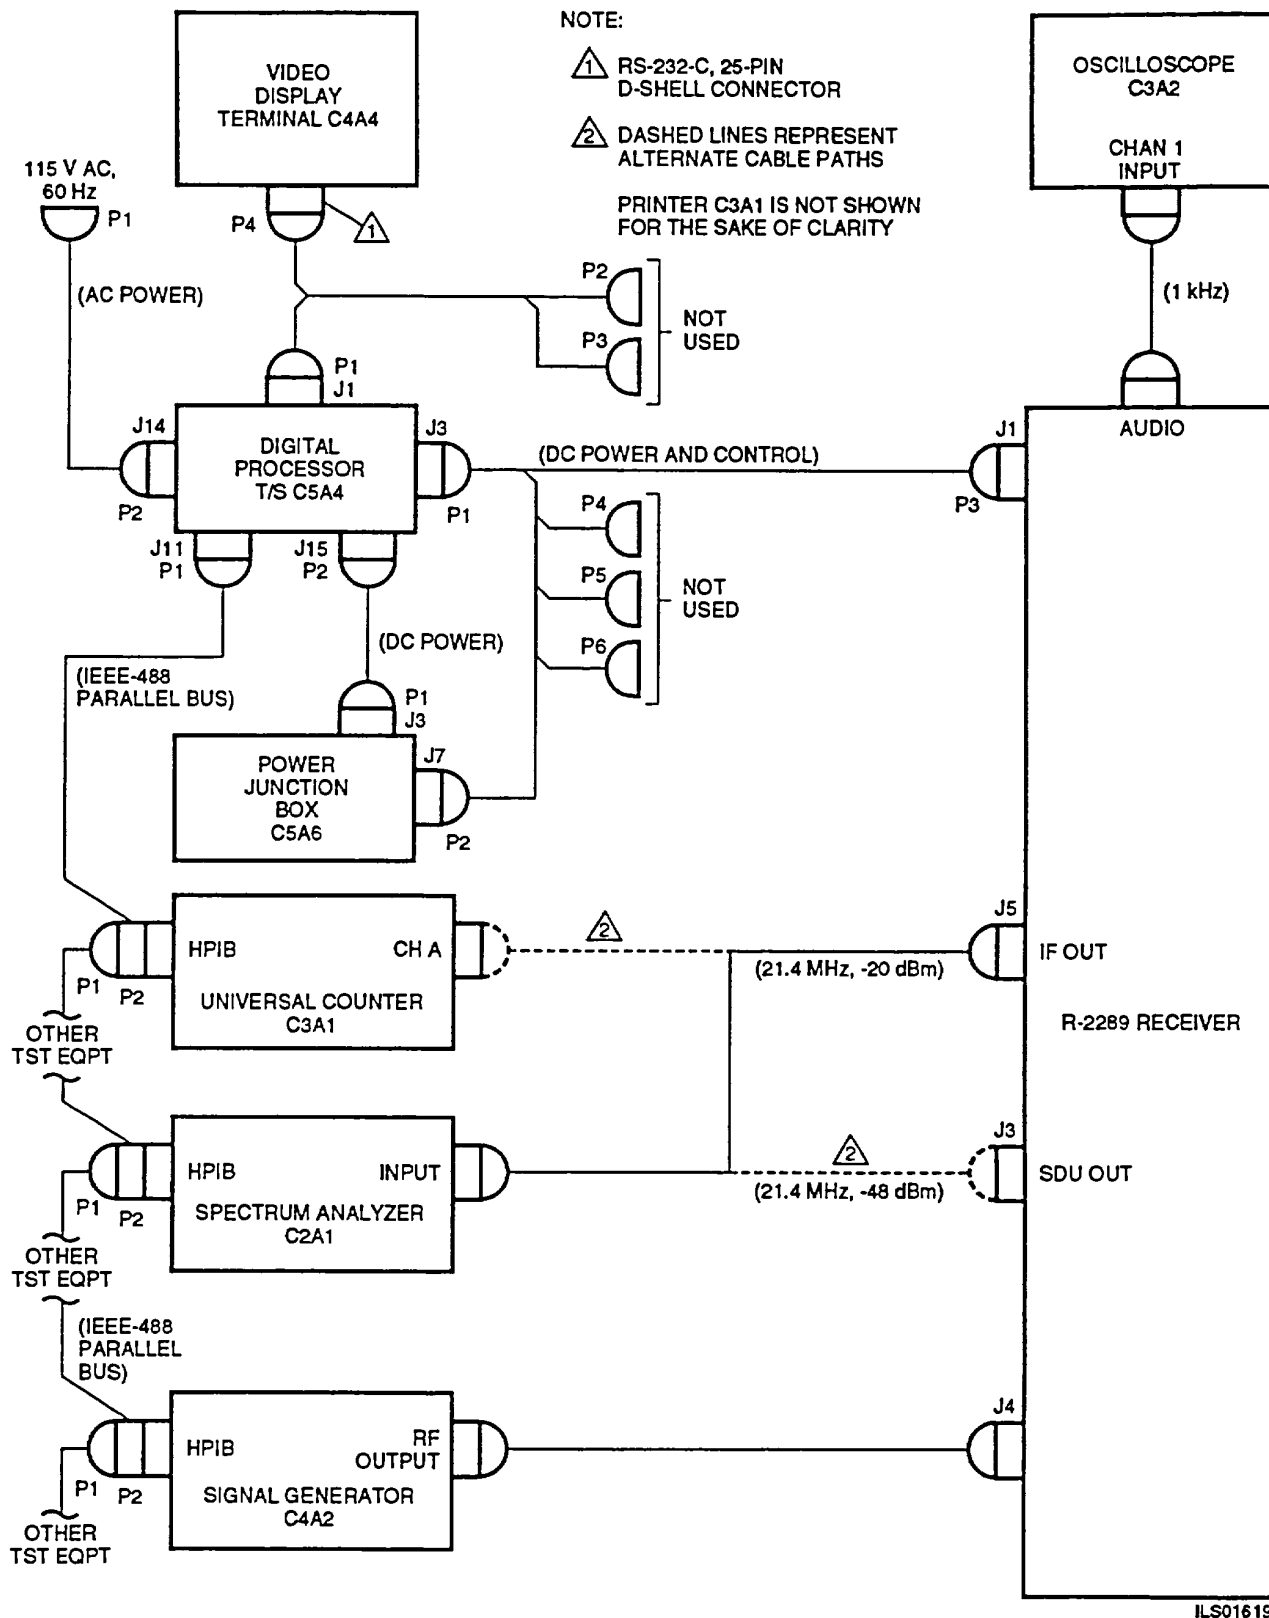 NOTE:
1 RS-232-C, 25-PIN
D-SHELL CONNECTOR
2 DASHED LINES REPRESENT
ALTERNATE CABLE PATHS
PRINTER C3A1 IS NOT SHOWN
FOR THE SAKE OF CLARITY
VIDEO
DISPLAY
TERMINAL C4A4
OSCILLOSCOPE
C3A2
CHAN 1
INPUT
115 V AC,
60 Hz
P1
P4
1
(AC POWER)
P2
P3
NOT
USED
(1 kHz)
P1
J1
J14
DIGITAL
PROCESSOR
T/S C5A4
J3
P2
P1
(DC POWER AND CONTROL)
J1
P3
AUDIO
J11
P1
J15
P2
P4
P5
P6
NOT
USED
(DC POWER)
(IEEE-488
PARALLEL BUS)
P1
J3
POWER
JUNCTION
BOX
C5A6
J7
P2
HPIB
CH A
UNIVERSAL COUNTER
C3A1
P1
P2
OTHER
TST EQPT
2
(21.4 MHz, -20 dBm)
J5
IF OUT
R-2289 RECEIVER
HPIB
INPUT
SPECTRUM ANALYZER
C2A1
P1
P2
OTHER
TST EQPT
2
(21.4 MHz, -48 dBm)
J3
SDU OUT
(IEEE-488
PARALLEL
BUS)
HPIB
RF
OUTPUT
SIGNAL GENERATOR
C4A2
P1
P2
OTHER
TST EQPT
J4
ILS01619